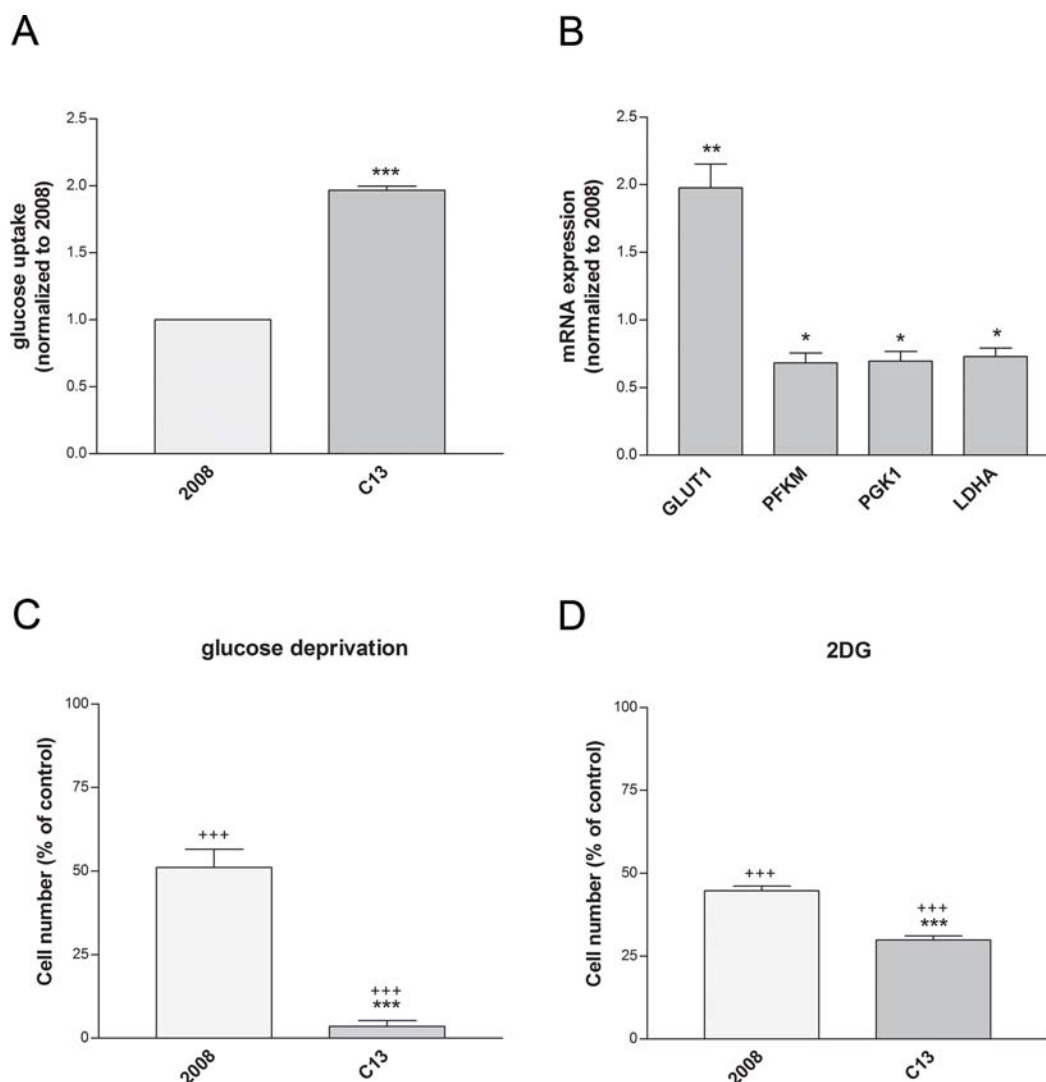 A
glucose uptake
(normalized to 2008)
2.5
2.0
1.5
1.0
0.5
0.0
***
2008
C13
B
mRNA expression
(normalized to 2008)
2.5
2.0
1.5
1.0
0.5
0.0
**
*
*
*
GLUT1
PFKM
PGK1
LDHA
C
glucose deprivation
Cell number (% of control)
100
75
50
25
0
+++
+++
***
2008
C13
D
2DG
Cell number (% of control)
100
75
50
25
0
+++
+++
***
2008
C13